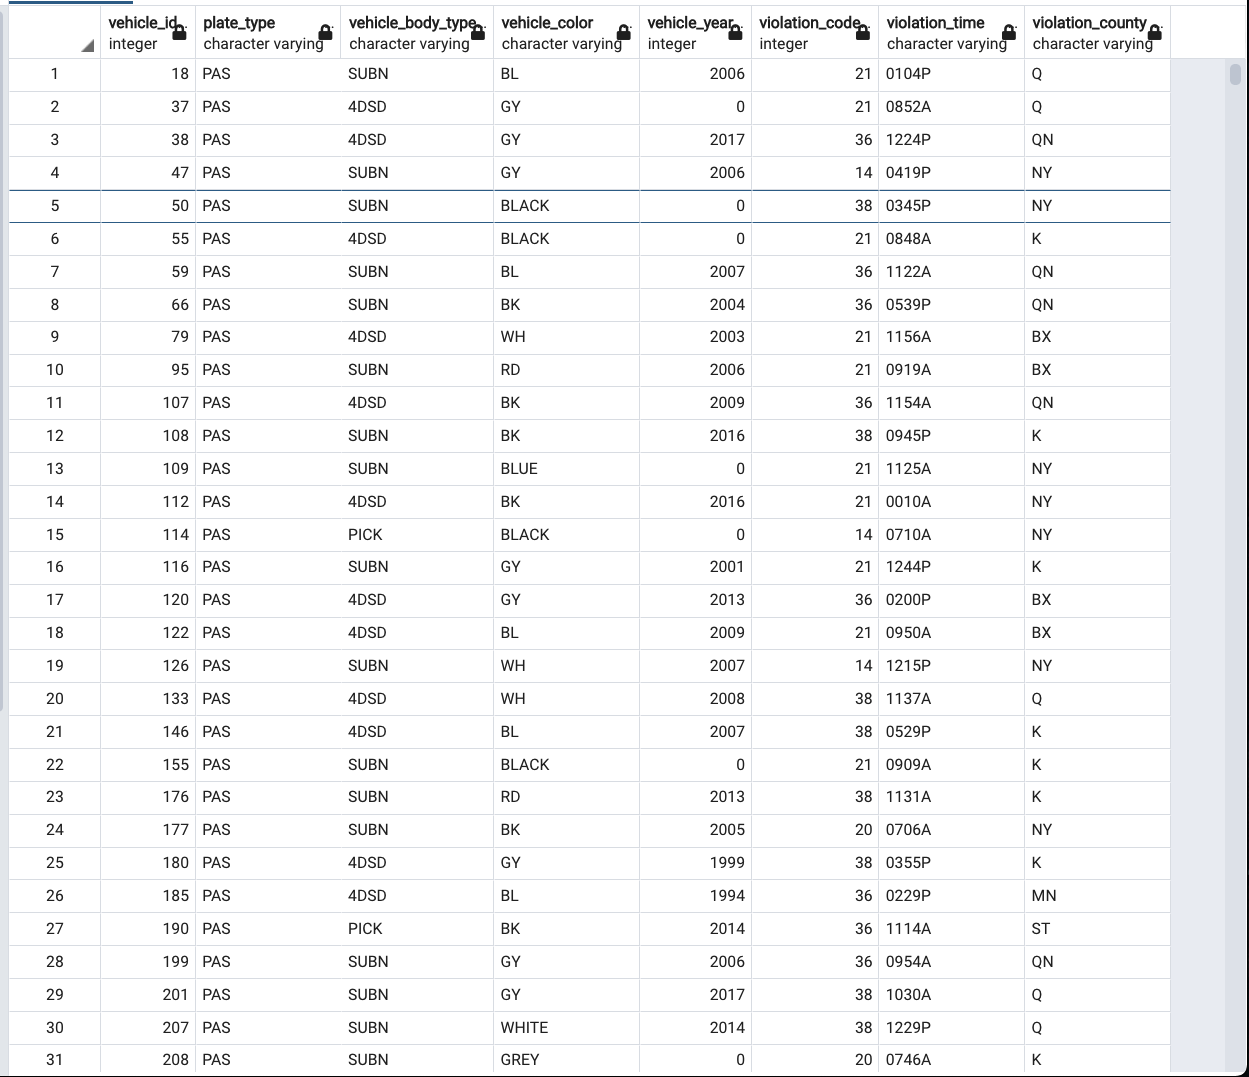 vehicle_id plate_type vehicle_body_type vehicle_color vehicle_year violation_code violation_time violation_county
integer character varying character varying character varying integer integer character varying character varying
1 18 PAS SUBN BL 2006 21 0104P Q
2 37 PAS 4DSD GY 0 21 0852A Q
3 38 PAS 4DSD GY 2017 36 1224P QN
4 47 PAS SUBN GY 2006 14 0419P NY
5 50 PAS SUBN BLACK 0 38 0345P NY
6 55 PAS 4DSD BLACK 0 21 0848A K
7 59 PAS SUBN BL 2007 36 1122A QN
8 66 PAS SUBN BK 2004 36 0539P QN
9 79 PAS 4DSD WH 2003 21 1156A BX
10 95 PAS SUBN RD 2006 21 0919A BX
11 107 PAS 4DSD BK 2009 36 1154A QN
12 108 PAS SUBN BK 2016 38 0945P K
13 109 PAS SUBN BLUE 0 21 1125A NY
14 112 PAS 4DSD BK 2016 21 0010A NY
15 114 PAS PICK BLACK 0 14 0710A NY
16 116 PAS SUBN GY 2001 21 1244P K
17 120 PAS 4DSD GY 2013 36 0200P BX
18 122 PAS 4DSD BL 2009 21 0950A BX
19 126 PAS SUBN WH 2007 14 1215P NY
20 133 PAS 4DSD WH 2008 38 1137A Q
21 146 PAS 4DSD BL 2007 38 0529P K
22 155 PAS SUBN BLACK 0 21 0909A K
23 176 PAS SUBN RD 2013 38 1131A K
24 177 PAS SUBN BK 2005 20 0706A NY
25 180 PAS 4DSD GY 1999 38 0355P K
26 185 PAS 4DSD BL 1994 36 0229P MN
27 190 PAS PICK BK 2014 36 1114A ST
28 199 PAS SUBN GY 2006 36 0954A QN
29 201 PAS SUBN GY 2017 38 1030A Q
30 207 PAS SUBN WHITE 2014 38 1229P Q
31 208 PAS SUBN GREY 0 20 0746A K